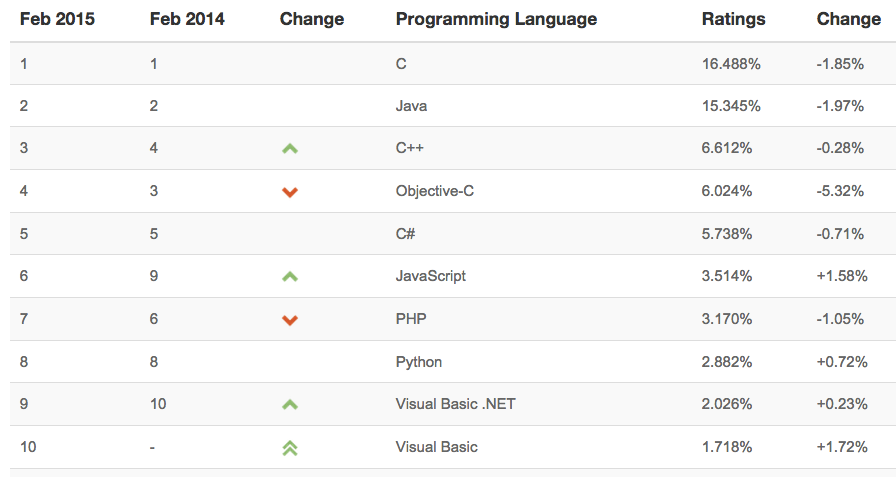 Feb 2015 Feb 2014 Change Programming Language Ratings Change
1 1 C 16.488% -1.85%
2 2 Java 15.345% -1.97%
3 4 C++ 6.612% -0.28%
4 3 Objective-C 6.024% -5.32%
5 5 C# 5.738% -0.71%
6 9 JavaScript 3.514% +1.58%
7 6 PHP 3.170% -1.05%
8 8 Python 2.882% +0.72%
9 10 Visual Basic .NET 2.026% +0.23%
10 - Visual Basic 1.718% +1.72%